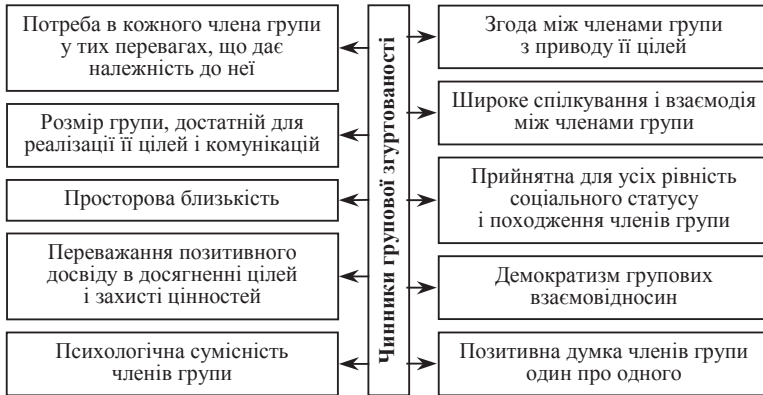 Потреба в кожного члена групи
у тих перевагах, що дає
належність до неї
Розмір групи, достатній для
реалізації її цілей і комунікацій
Просторова близькість
Переважання позитивного
досвіду в досягненні цілей
і захисті цінностей
Психологічна сумісність
членів групи
Чинники групової згуртованості
Згода між членами групи
з приводу її цілей
Широке спілкування і взаємодія
між членами групи
Прийнятна для усіх рівність
соціального статусу
і походження членів групи
Демократизм групових
взаємовідносин
Позитивна думка членів групи
один про одного